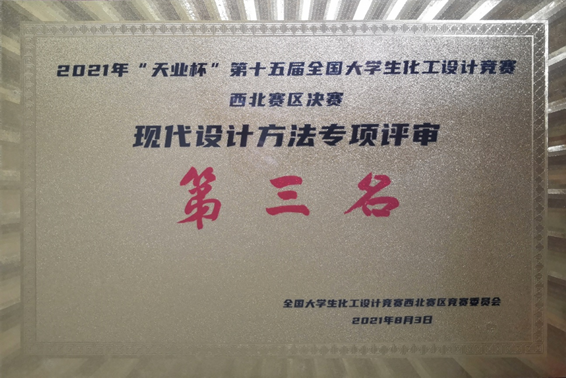 2021年“天业杯”第十五届全国大学生化工设计竞赛
西北赛区决赛
现代设计方法专项评审
第三名
全国大学生化工设计竞赛西北赛区竞赛委员会
2021年8月3日